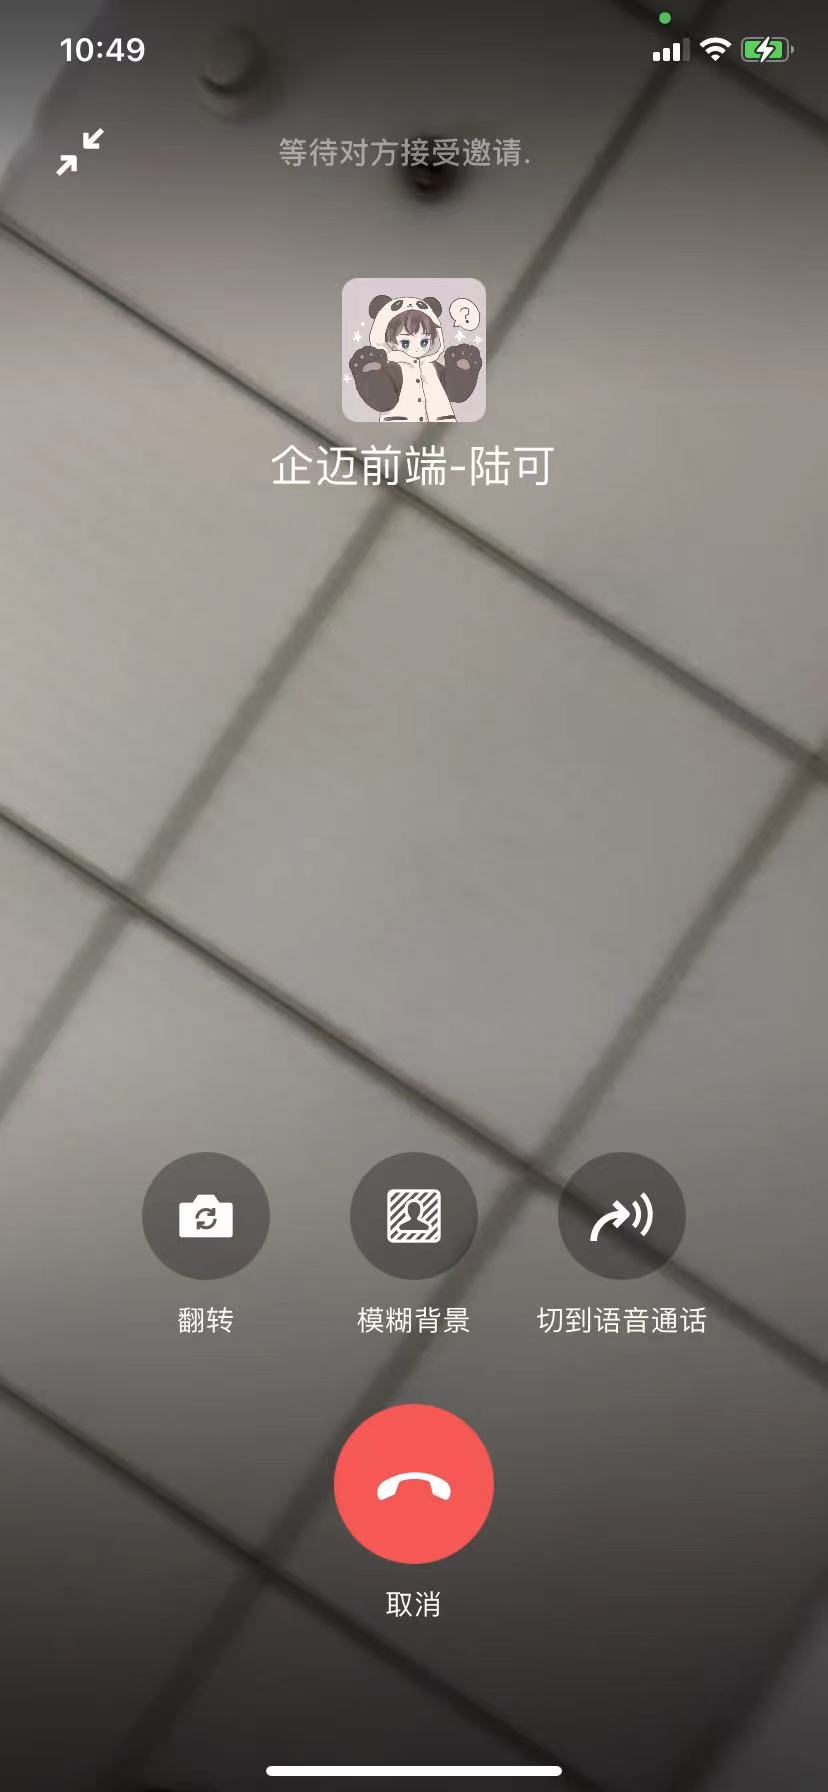 10:49
等待对方接受邀请.
?
企迈前端-陆可
翻转
模糊背景
切到语音通话
取消